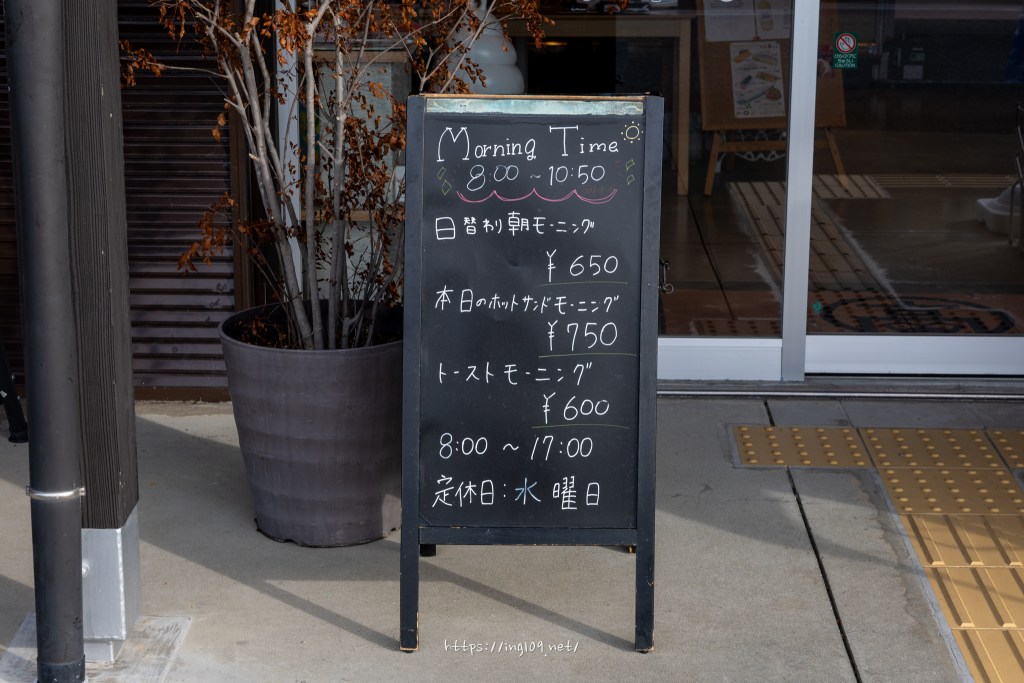 Morning Time
8:00 ~ 10:50
日替わり朝モーニング
¥650
本日のホットサンドモーニング
¥750
トーストモーニング
¥600
8:00 ~ 17:00
定休日:水曜日
https://ing109.net/